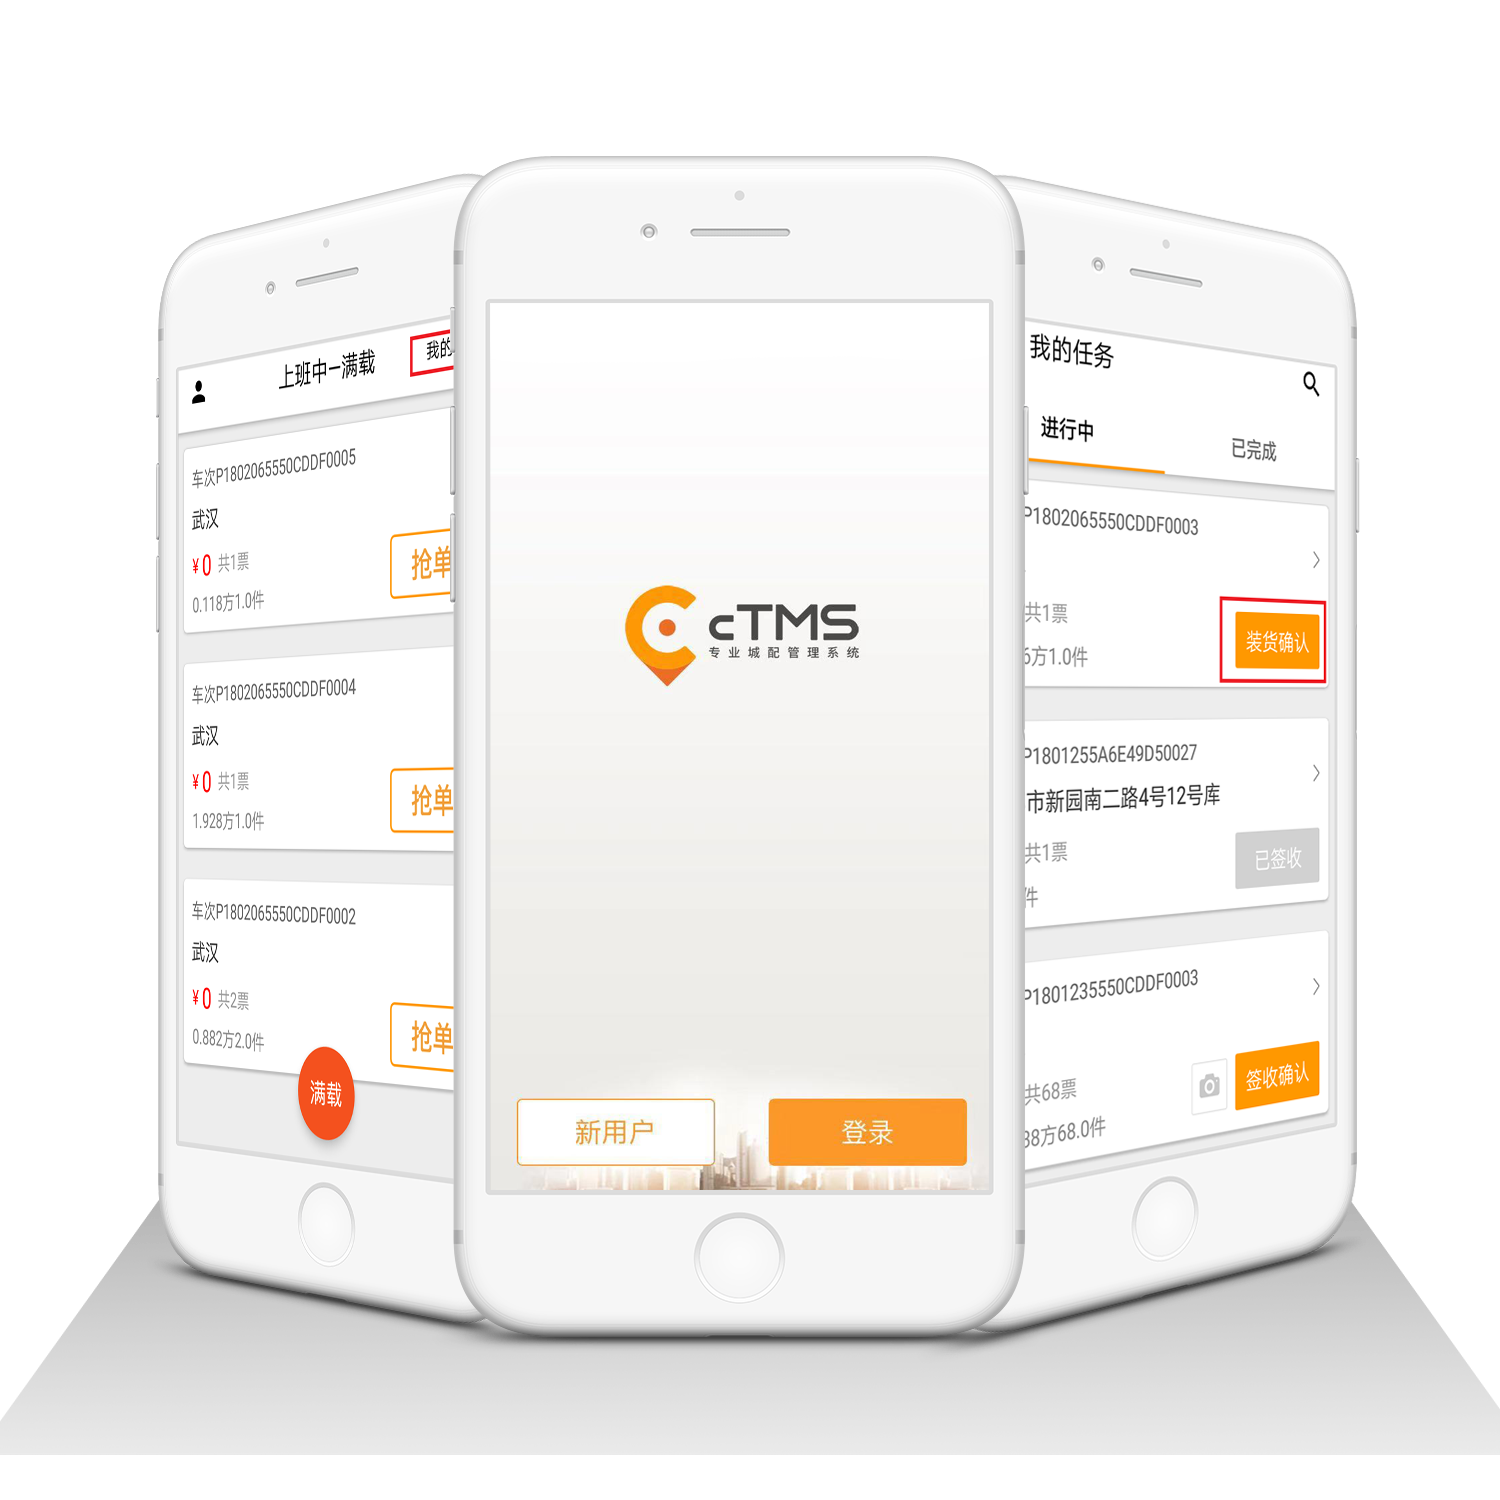 上班中—满载
我的
车次P1802065550CDDF0005
武汉
¥0 共1票
0.118方1.0件
抢单
车次P1802065550CDDF0004
武汉
¥0 共1票
1.928方1.0件
抢单
车次P1802065550CDDF0002
武汉
¥0 共2票
0.882方2.0件
抢单
满载
cTMS
专业城配管理系统
新用户
登录
我的任务
进行中
已完成
P1802065550CDDF0003
共1票
6方1.0件
装货确认
P1801255A6E49D50027
市新园南二路4号12号库
共1票
件
已签收
P1801235550CDDF0003
共68票
38方68.0件
签收确认